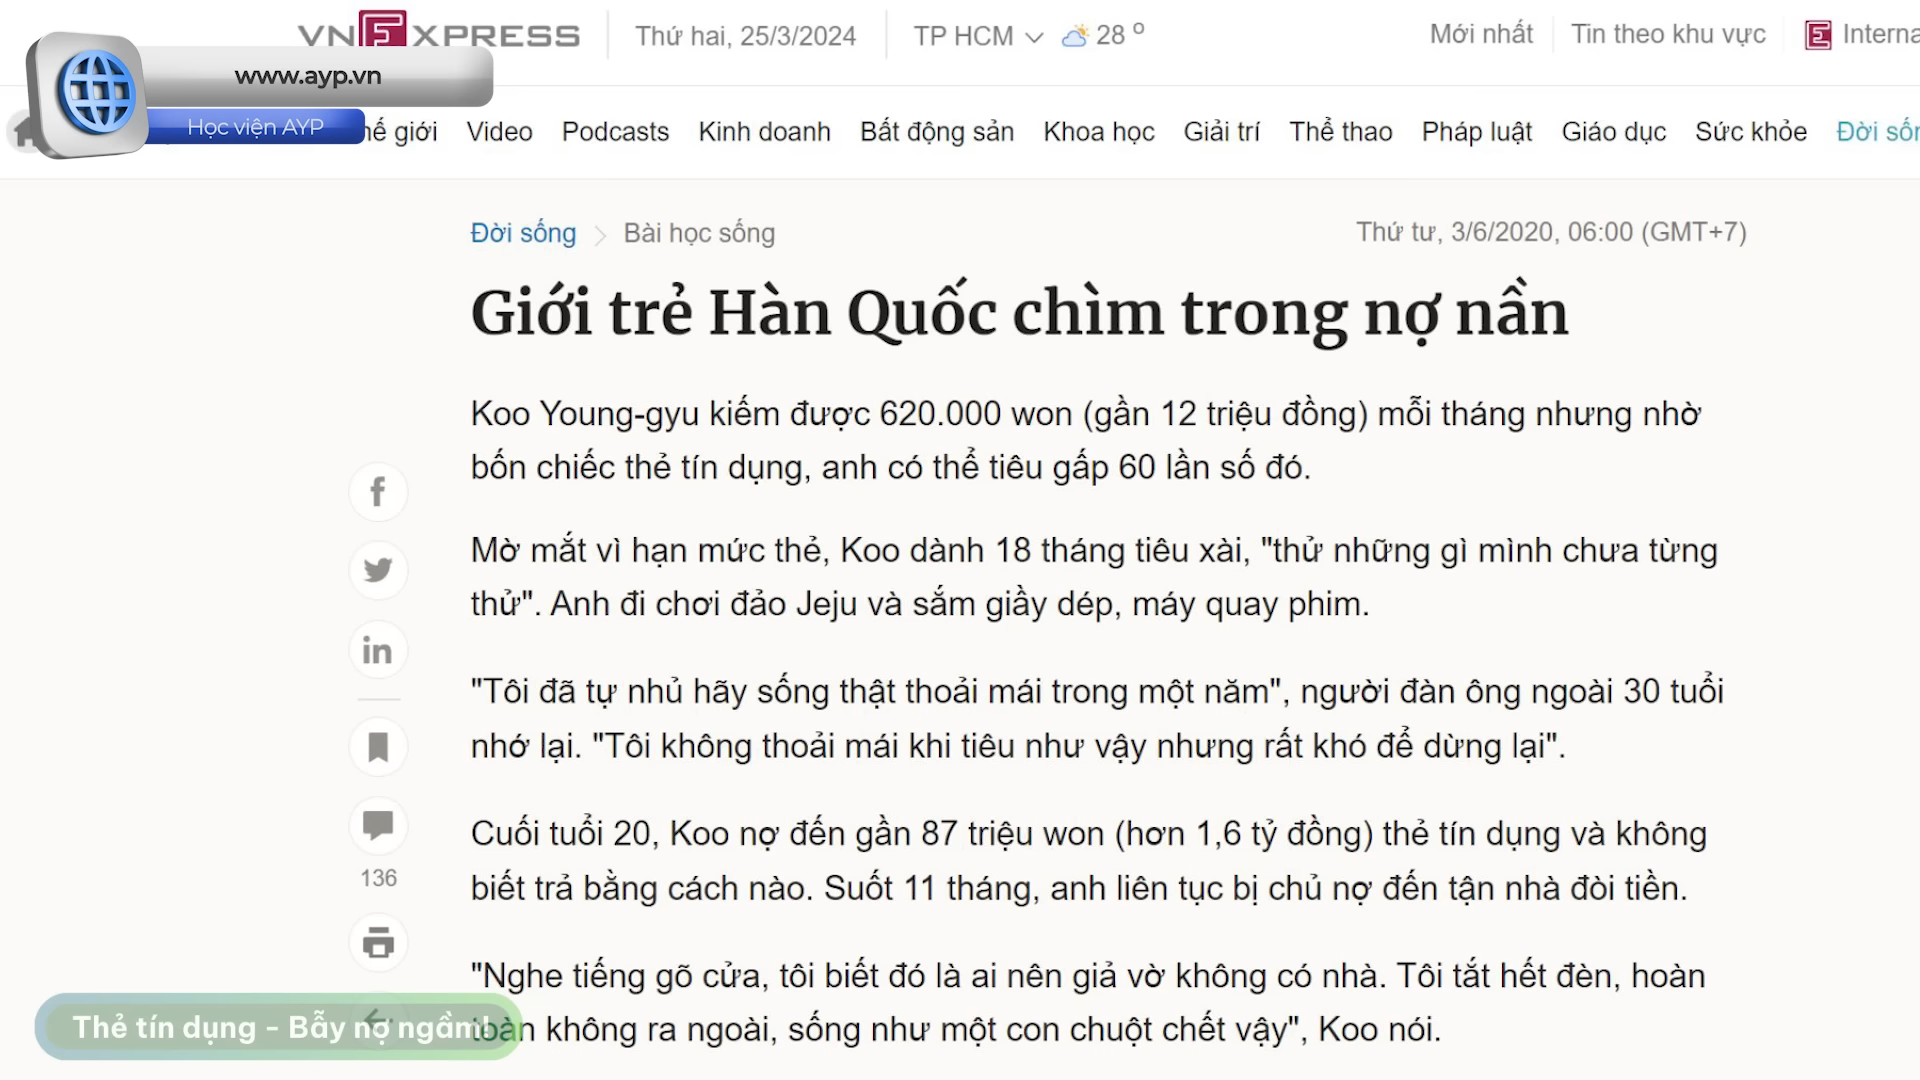 VNEXPRESS
Thứ hai, 25/3/2024
TP HCM
28 °
Mới nhất
Tin theo khu vực
www.ayp.vn
Học viện AYP
Video
Podcasts
Kinh doanh
Bất động sản
Khoa học
Giải trí
Thể thao
Pháp luật
Giáo dục
Sức khỏe
Đời sống
Bài học sống
Thứ tư, 3/6/2020, 06:00 (GMT+7)
Giới trẻ Hàn Quốc chìm trong nợ nần
Koo Young-gyu kiếm được 620.000 won (gần 12 triệu đồng) mỗi tháng nhưng nhờ
bốn chiếc thẻ tín dụng, anh có thể tiêu gấp 60 lần số đó.
Mờ mắt vì hạn mức thẻ, Koo dành 18 tháng tiêu xài, "thử những gì mình chưa từng
thử". Anh đi chơi đảo Jeju và sắm giầy dép, máy quay phim.
"Tôi đã tự nhủ hãy sống thật thoải mái trong một năm", người đàn ông ngoài 30 tuổi
nhớ lại. "Tôi không thoải mái khi tiêu như vậy nhưng rất khó để dừng lại".
Cuối tuổi 20, Koo nợ đến gần 87 triệu won (hơn 1,6 tỷ đồng) thẻ tín dụng và không
biết trả bằng cách nào. Suốt 11 tháng, anh liên tục bị chủ nợ đến tận nhà đòi tiền.
136
"Nghe tiếng gõ cửa, tôi biết đó là ai nên giả vờ không có nhà. Tôi tắt hết đèn, hoàn
toàn không ra ngoài, sống như một con chuột chết vậy", Koo nói.
Thẻ tín dụng - Bẫy nợ ngầm!